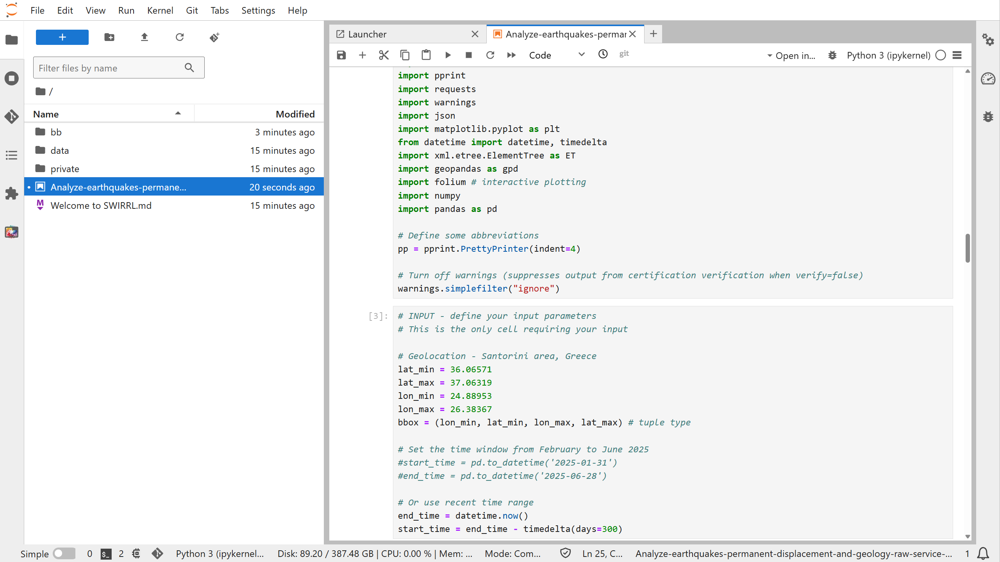 File Edit View Run Kernel Git Tabs Settings Help
Filter files by name
/
Name Modified
bb 3 minutes ago
data 15 minutes ago
private 15 minutes ago
Analyze-earthquakes-permane... 20 seconds ago
Welcome to SWIRRL.md 15 minutes ago
Launcher
Analyze-earthquakes-permar
Code
git
Open in...
Python 3 (ipykernel)
import pprint
import requests
import warnings
import json
import matplotlib.pyplot as plt
from datetime import datetime, timedelta
import xml.etree.ElementTree as ET
import geopandas as gpd
import folium # interactive plotting
import numpy
import pandas as pd
# Define some abbreviations
pp = pprint.PrettyPrinter(indent=4)
# Turn off warnings (suppresses output from certification verification when verify=false)
warnings.simplefilter("ignore")
[3]:
# INPUT - define your input parameters
# This is the only cell requiring your input
# Geolocation - Santorini area, Greece
lat_min = 36.06571
lat_max = 37.06319
lon_min = 24.88953
lon_max = 26.38367
bbox = (lon_min, lat_min, lon_max, lat_max) # tuple type
# Set the time window from February to June 2025
#start_time = pd.to_datetime('2025-01-31')
#end_time = pd.to_datetime('2025-06-28')
# Or use recent time range
end_time = datetime.now()
start_time = end_time - timedelta(days=300)
Simple 0 $_ 2 Python 3 (ipykernel... Disk: 89.20 / 387.48 GB | CPU: 0.00 % | Mem: ... Mode: Com... Ln 25, C... Analyze-earthquakes-permanent-displacement-and-geology-raw-service-... 1